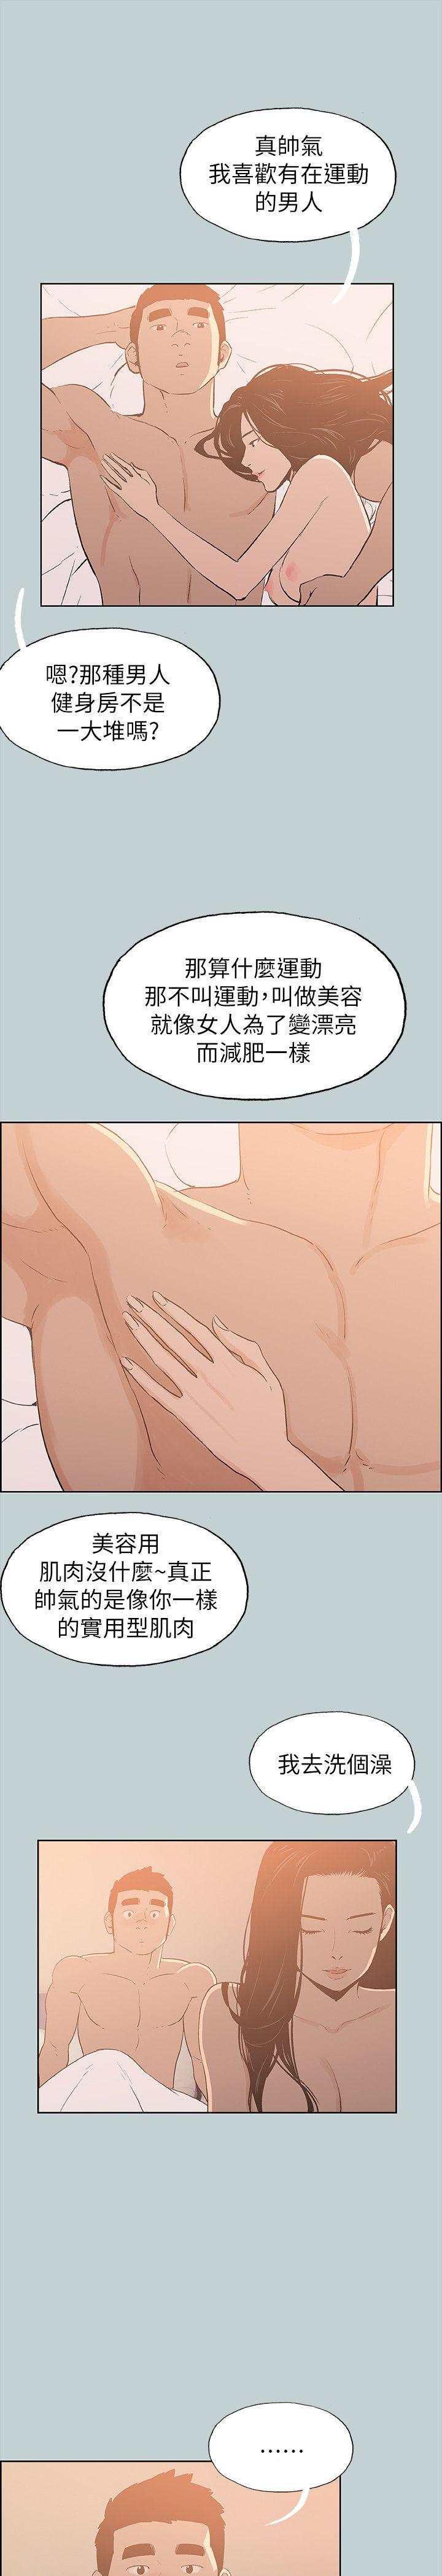 真帥氣
我喜歡有在運動
的男人
嗯?那種男人
健身房不是
一大堆嗎?
那算什麼運動
那不叫運動,叫做美容
就像女人為了變漂亮
而減肥一樣
美容用
肌肉沒什麼~真正
帥氣的是像你一樣
的實用型肌肉
我去洗個澡
……